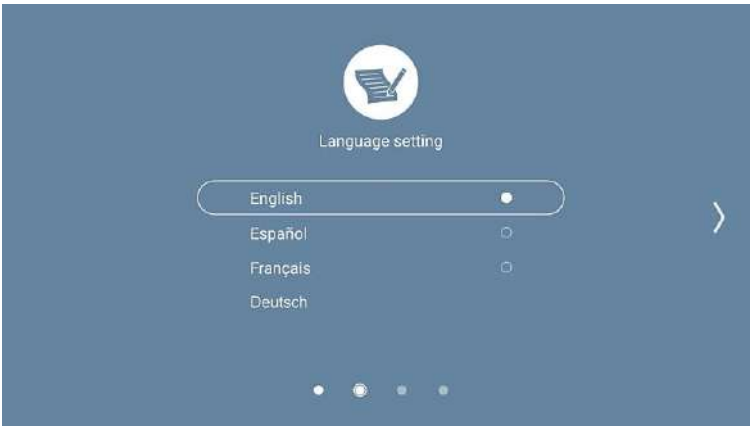 Language setting
English
Español
Français
Deutsch